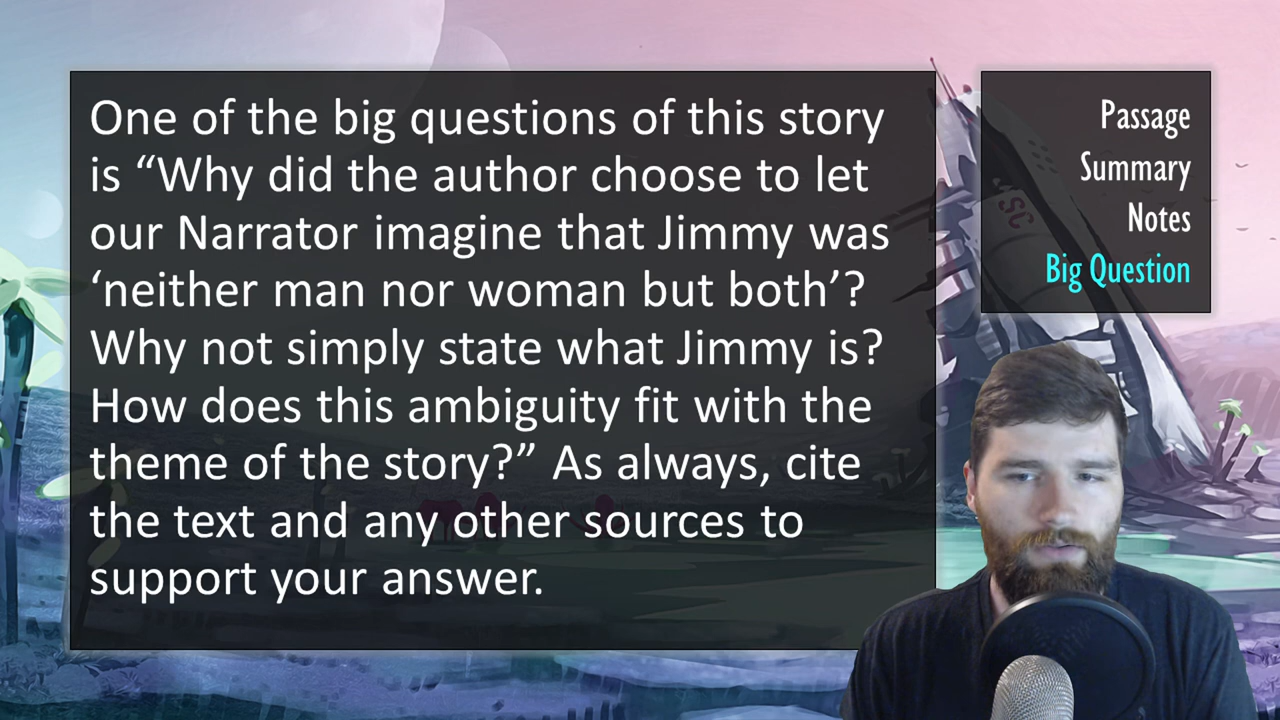 One of the big questions of this story
is “Why did the author choose to let
our Narrator imagine that Jimmy was
‘neither man nor woman but both’?
Why not simply state what Jimmy is?
How does this ambiguity fit with the
theme of the story?” As always, cite
the text and any other sources to
support your answer.
Passage
Summary
Notes
Big Question
JSC